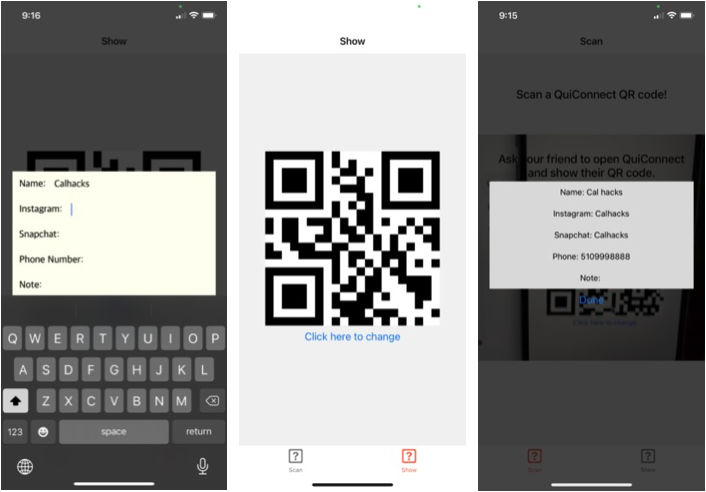 9:16
Show
Name: Calhacks
Instagram:
Snapchat:
Phone Number:
Note:
Q W E R T Y U I O P
A S D F G H J K L
Z X C V B N M
123 space return
Show
Click here to change
? ?
Scan Show
9:15
Scan
Scan a QuiConnect QR code!
Ask your friend to open QuiConnect
and show their QR code.
Name: Cal hacks
Instagram: Calhacks
Snapchat: Calhacks
Phone: 5109998888
Note:
Done
Click here to change
? ?
Scan Show